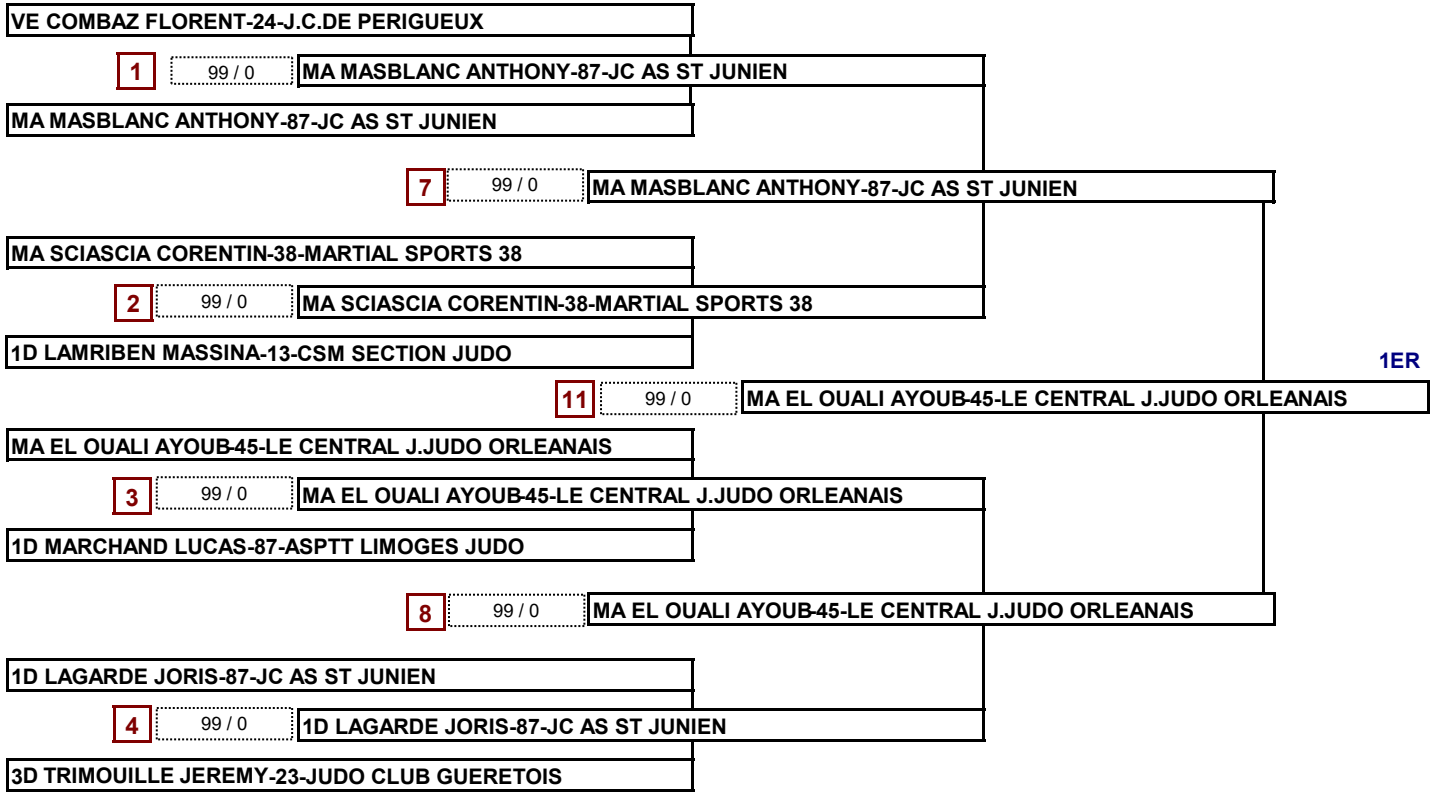 VE COMBAZ FLORENT-24-J.C.DE PERIGUEUX
1 99 / 0 MA MASBLANC ANTHONY-87-JC AS ST JUNIEN
MA MASBLANC ANTHONY-87-JC AS ST JUNIEN
7 99 / 0 MA MASBLANC ANTHONY-87-JC AS ST JUNIEN
MA SCIASCIA CORENTIN-38-MARTIAL SPORTS 38
2 99 / 0 MA SCIASCIA CORENTIN-38-MARTIAL SPORTS 38
1D LAMRIBEN MASSINA-13-CSM SECTION JUDO
1ER
11 99 / 0 MA EL OUALI AYOUB-45-LE CENTRAL J.JUDO ORLEANAIS
MA EL OUALI AYOUB-45-LE CENTRAL J.JUDO ORLEANAIS
3 99 / 0 MA EL OUALI AYOUB-45-LE CENTRAL J.JUDO ORLEANAIS
1D MARCHAND LUCAS-87-ASPTT LIMOGES JUDO
8 99 / 0 MA EL OUALI AYOUB-45-LE CENTRAL J.JUDO ORLEANAIS
1D LAGARDE JORIS-87-JC AS ST JUNIEN
4 99 / 0 1D LAGARDE JORIS-87-JC AS ST JUNIEN
3D TRIMOUILLE JEREMY-23-JUDO CLUB GUERETOIS